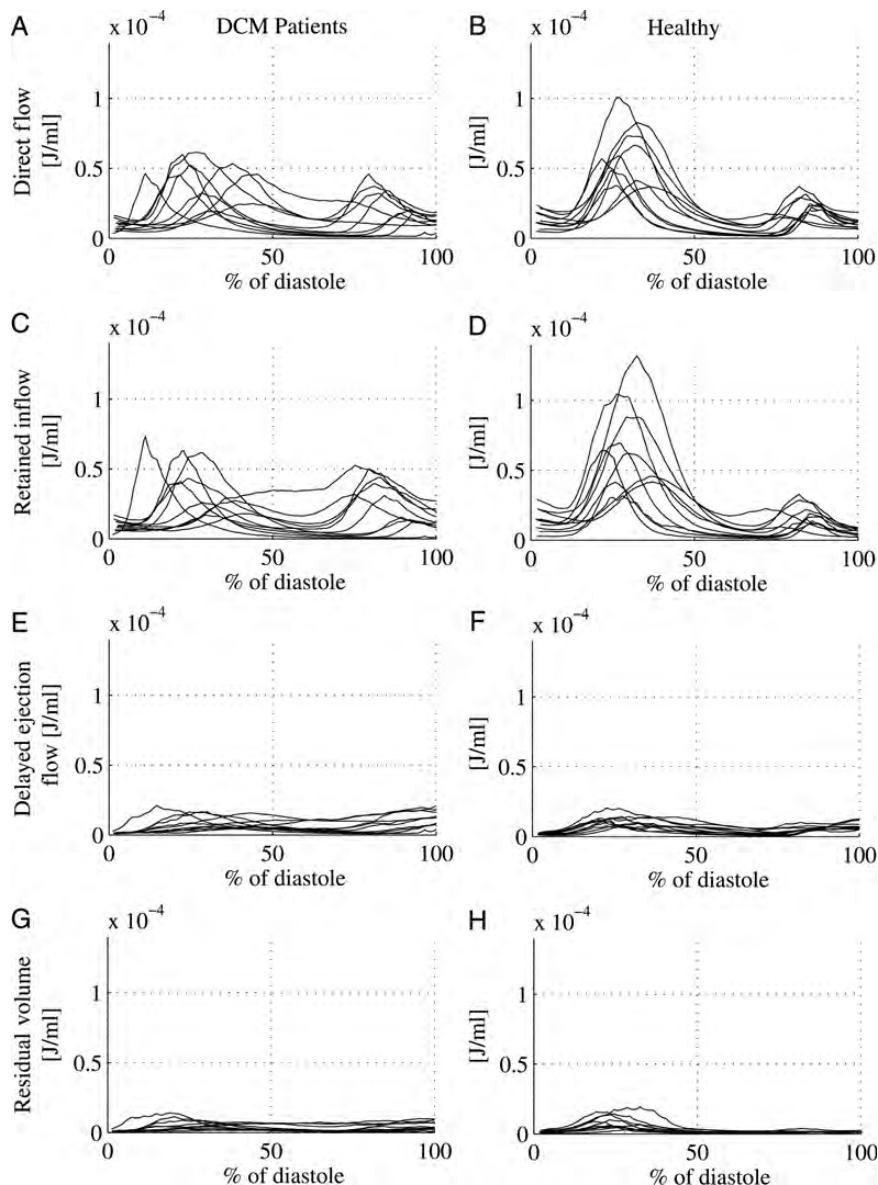 A DCM Patients B Healthy
x 10⁻⁴ x 10⁻⁴
Direct flow
[J/ml]
1
0.5
0
0 50 100
% of diastole
[J/ml]
1
0.5
0
0 50 100
% of diastole
C D
x 10⁻⁴ x 10⁻⁴
Retained inflow
[J/ml]
1
0.5
0
0 50 100
% of diastole
[J/ml]
1
0.5
0
0 50 100
% of diastole
E F
x 10⁻⁴ x 10⁻⁴
Delayed ejection
flow [J/ml]
1
0.5
0
0 50 100
% of diastole
[J/ml]
1
0.5
0
0 50 100
% of diastole
G H
x 10⁻⁴ x 10⁻⁴
Residual volume
[J/ml]
1
0.5
0
0 50 100
% of diastole
[J/ml]
1
0.5
0
0 50 100
% of diastole